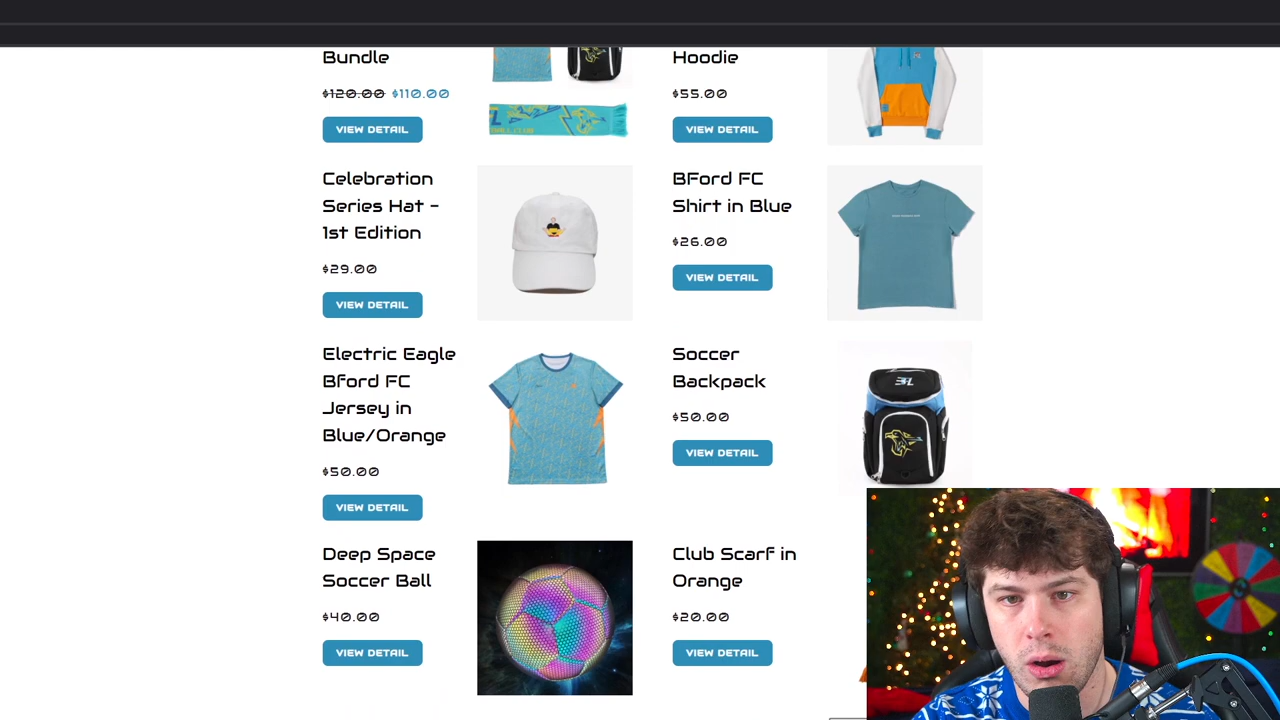 Bundle
$120.00 $110.00
VIEW DETAIL
Hoodie
$55.00
VIEW DETAIL
Celebration
Series Hat -
1st Edition
$29.00
VIEW DETAIL
BFord FC
Shirt in Blue
$26.00
VIEW DETAIL
Electric Eagle
Bford FC
Jersey in
Blue/Orange
$50.00
VIEW DETAIL
Soccer
Backpack
$50.00
VIEW DETAIL
Deep Space
Soccer Ball
$40.00
VIEW DETAIL
Club Scarf in
Orange
$20.00
VIEW DETAIL